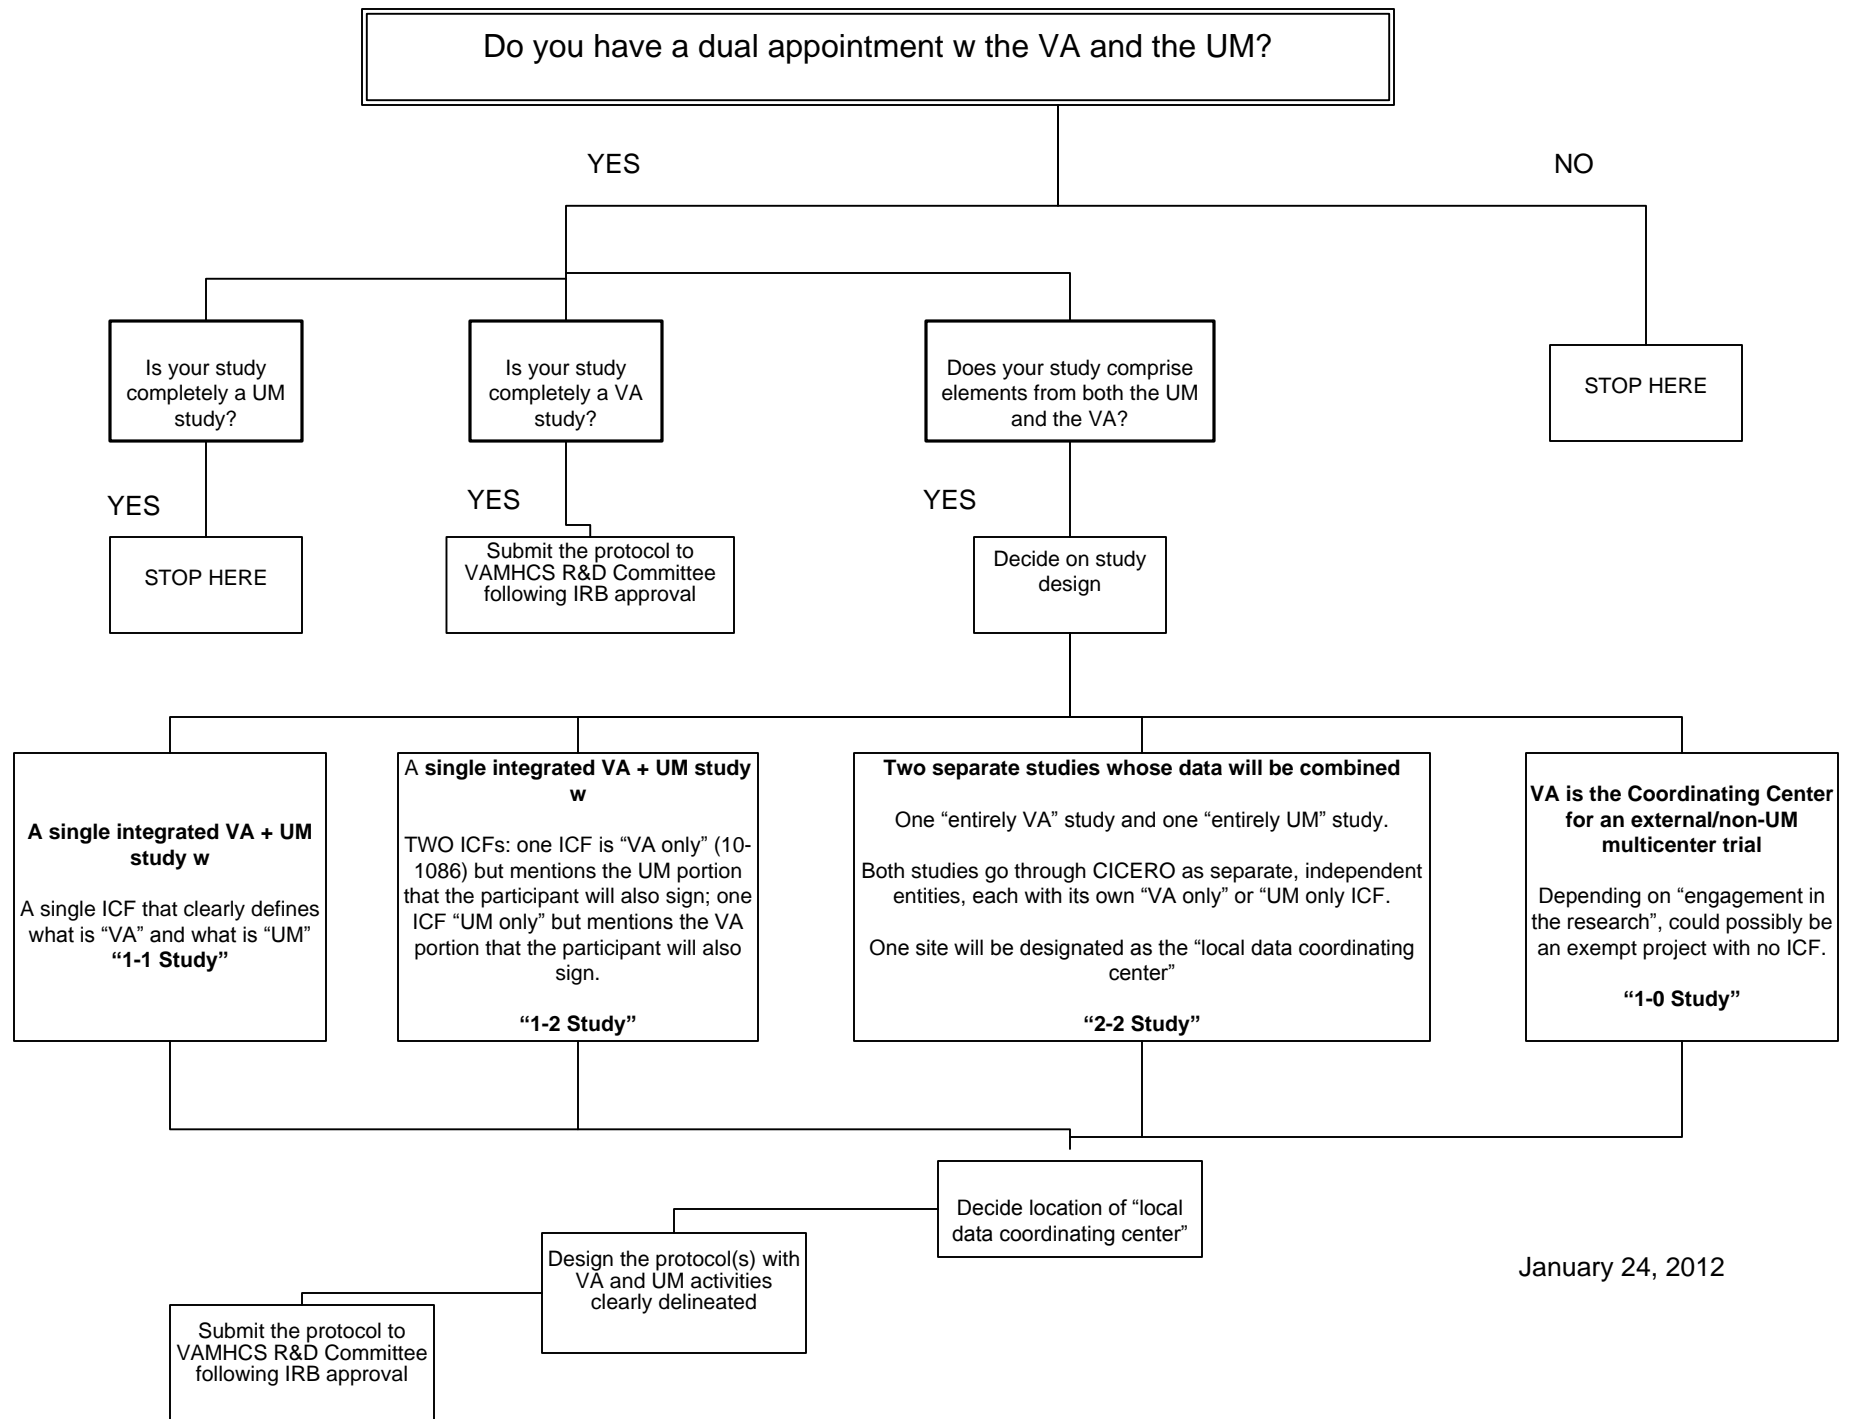 Do you have a dual appointment w the VA and the UM?
YES
NO
Is your study
completely a UM
study?
Is your study
completely a VA
study?
Does your study comprise
elements from both the UM
and the VA?
STOP HERE
YES
YES
YES
STOP HERE
Submit the protocol to
VAMHCS R&D Committee
following IRB approval
Decide on study
design
A single integrated VA + UM
study w
A single ICF that clearly defines
what is “VA” and what is “UM”
“1-1 Study”
A single integrated VA + UM study
w
TWO ICFs: one ICF is “VA only” (10-
1086) but mentions the UM portion
that the participant will also sign; one
ICF “UM only” but mentions the VA
portion that the participant will also
sign.
“1-2 Study”
Two separate studies whose data will be combined
One “entirely VA” study and one “entirely UM” study.
Both studies go through CICERO as separate, independent
entities, each with its own “VA only” or “UM only ICF.
One site will be designated as the “local data coordinating
center”
“2-2 Study”
VA is the Coordinating Center
for an external/non-UM
multicenter trial
Depending on “engagement in
the research”, could possibly be
an exempt project with no ICF.
“1-0 Study”
Decide location of “local
data coordinating center”
Design the protocol(s) with
VA and UM activities
clearly delineated
January 24, 2012
Submit the protocol to
VAMHCS R&D Committee
following IRB approval